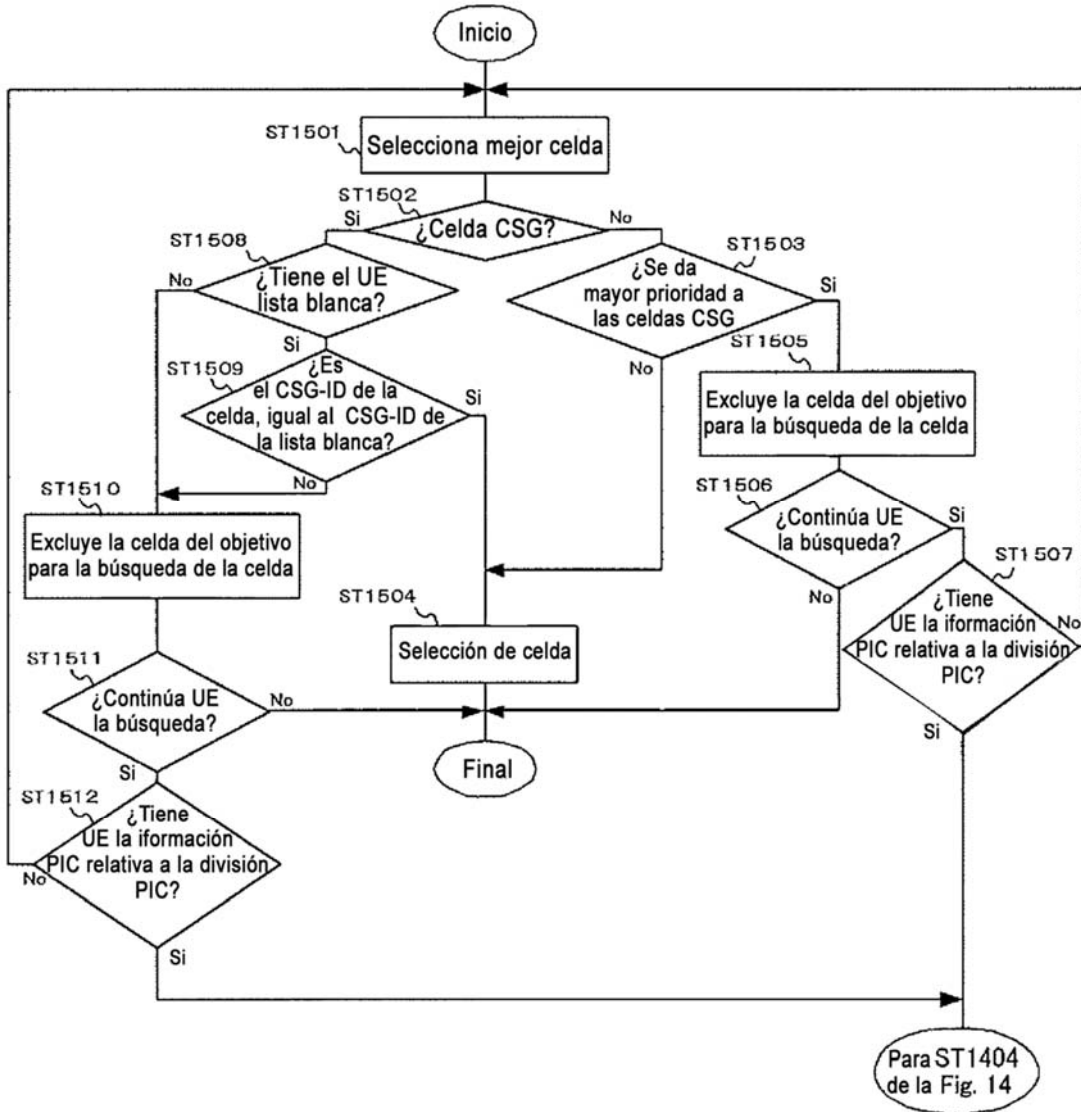 Inicio
ST1501
Selecciona mejor celda
ST1502
Si
¿Celda CSG?
No
ST1508
¿Tiene el UE
lista blanca?
No
Si
ST1503
¿Se da
mayor prioridad a
las celdas CSG
Si
No
ST1509
¿Es
el CSG-ID de la
celda, igual al CSG-ID de
la lista blanca?
Si
No
ST1505
Excluye la celda del objetivo
para la búsqueda de la celda
ST1510
Excluye la celda del objetivo
para la búsqueda de la celda
ST1506
¿Continúa UE
la búsqueda?
Si
No
ST1507
¿Tiene
UE la iformación
PIC relativa a la división
PIC?
No
Si
ST1504
Selección de celda
ST1511
¿Continúa UE
la búsqueda?
No
Si
Final
ST1512
¿Tiene
UE la iformación
PIC relativa a la división
PIC?
No
Si
Para ST1404
de la Fig. 14